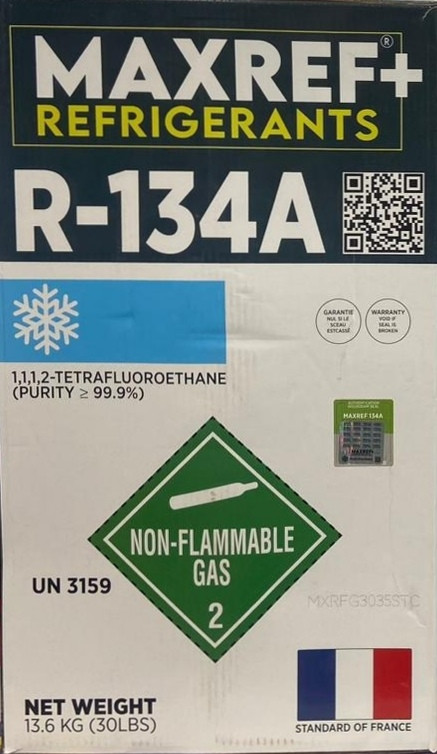 MAXREF+®
REFRIGERANTS
R-134A
GARANTIE
NUL SI LE
SCEAU
ESTCASSÉ
WARRANTY
VOID IF
SEAL IS
BROKEN
1,1,1,2-TETRAFLUOROETHANE
(PURITY ≥ 99.9%)
MAXREF 134A
MAXREF+
NON-FLAMMABLE
GAS
2
UN 3159
MXRFG3035STC
NET WEIGHT
13.6 KG (30LBS)
STANDARD OF FRANCE